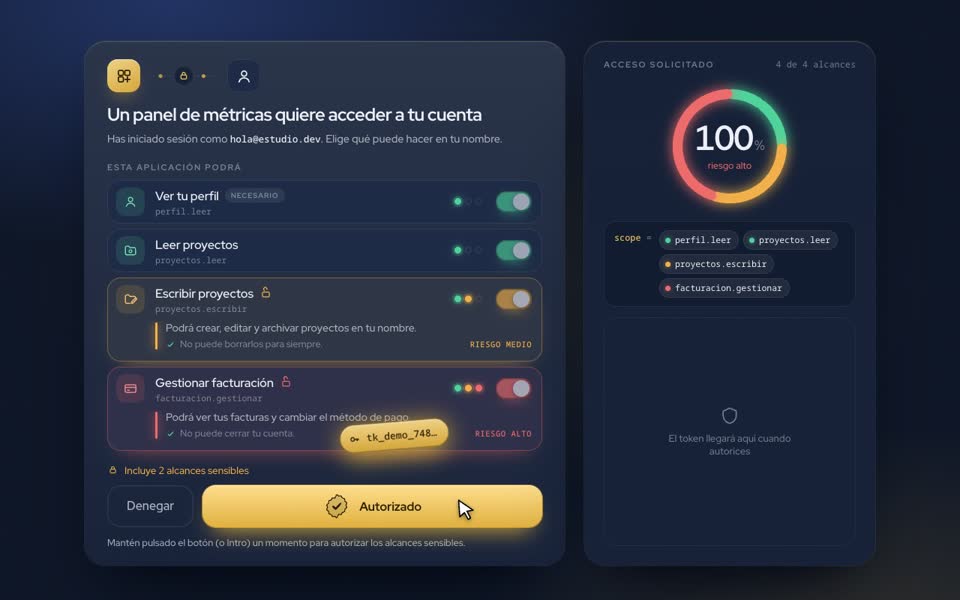 Un panel de métricas quiere acceder a tu cuenta
Has iniciado sesión como hola@estudio.dev. Elige qué puede hacer en tu nombre.
ESTA APLICACIÓN PODRÁ
Ver tu perfil NECESARIO
perfil.leer
Leer proyectos
proyectos.leer
Escribir proyectos
proyectos.escribir
Podrá crear, editar y archivar proyectos en tu nombre.
No puede borrarlos para siempre.
RIESGO MEDIO
Gestionar facturación
facturacion.gestionar
Podrá ver tus facturas y cambiar el método de pago
No puede cerrar tu cuenta.
RIESGO ALTO
tk_demo_748…
Incluye 2 alcances sensibles
Denegar
Autorizado
Mantén pulsado el botón (o Intro) un momento para autorizar los alcances sensibles.
ACCESO SOLICITADO
4 de 4 alcances
100%
riesgo alto
scope = perfil.leer proyectos.leer
proyectos.escribir
facturacion.gestionar
El token llegará aquí cuando
autorices